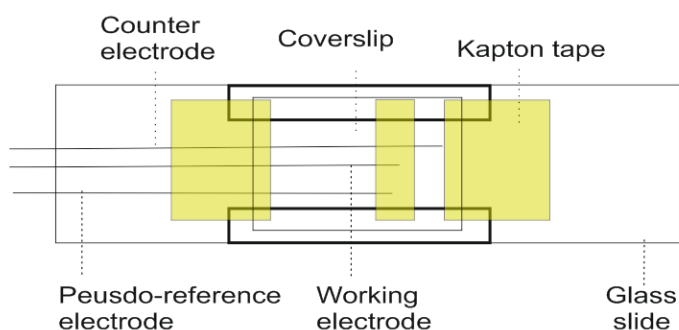 Counter
electrode
Coverslip
Kapton tape
Peusdo-reference
electrode
Working
electrode
Glass
slide